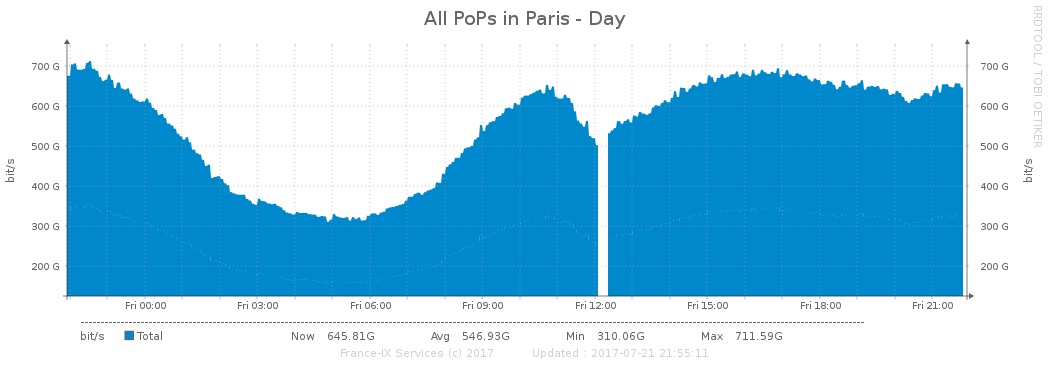 All PoPs in Paris - Day
RRDTOOL / TOBI OETIKER
bit/s
700 G
600 G
500 G
400 G
300 G
200 G
700 G
600 G
500 G
400 G
300 G
200 G
bit/s
Fri 00:00 Fri 03:00 Fri 06:00 Fri 09:00 Fri 12:00 Fri 15:00 Fri 18:00 Fri 21:00
bit/s Total Now 645.81G Avg 546.93G Min 310.06G Max 711.59G
France-IX Services (c) 2017 Updated : 2017-07-21 21:55:11